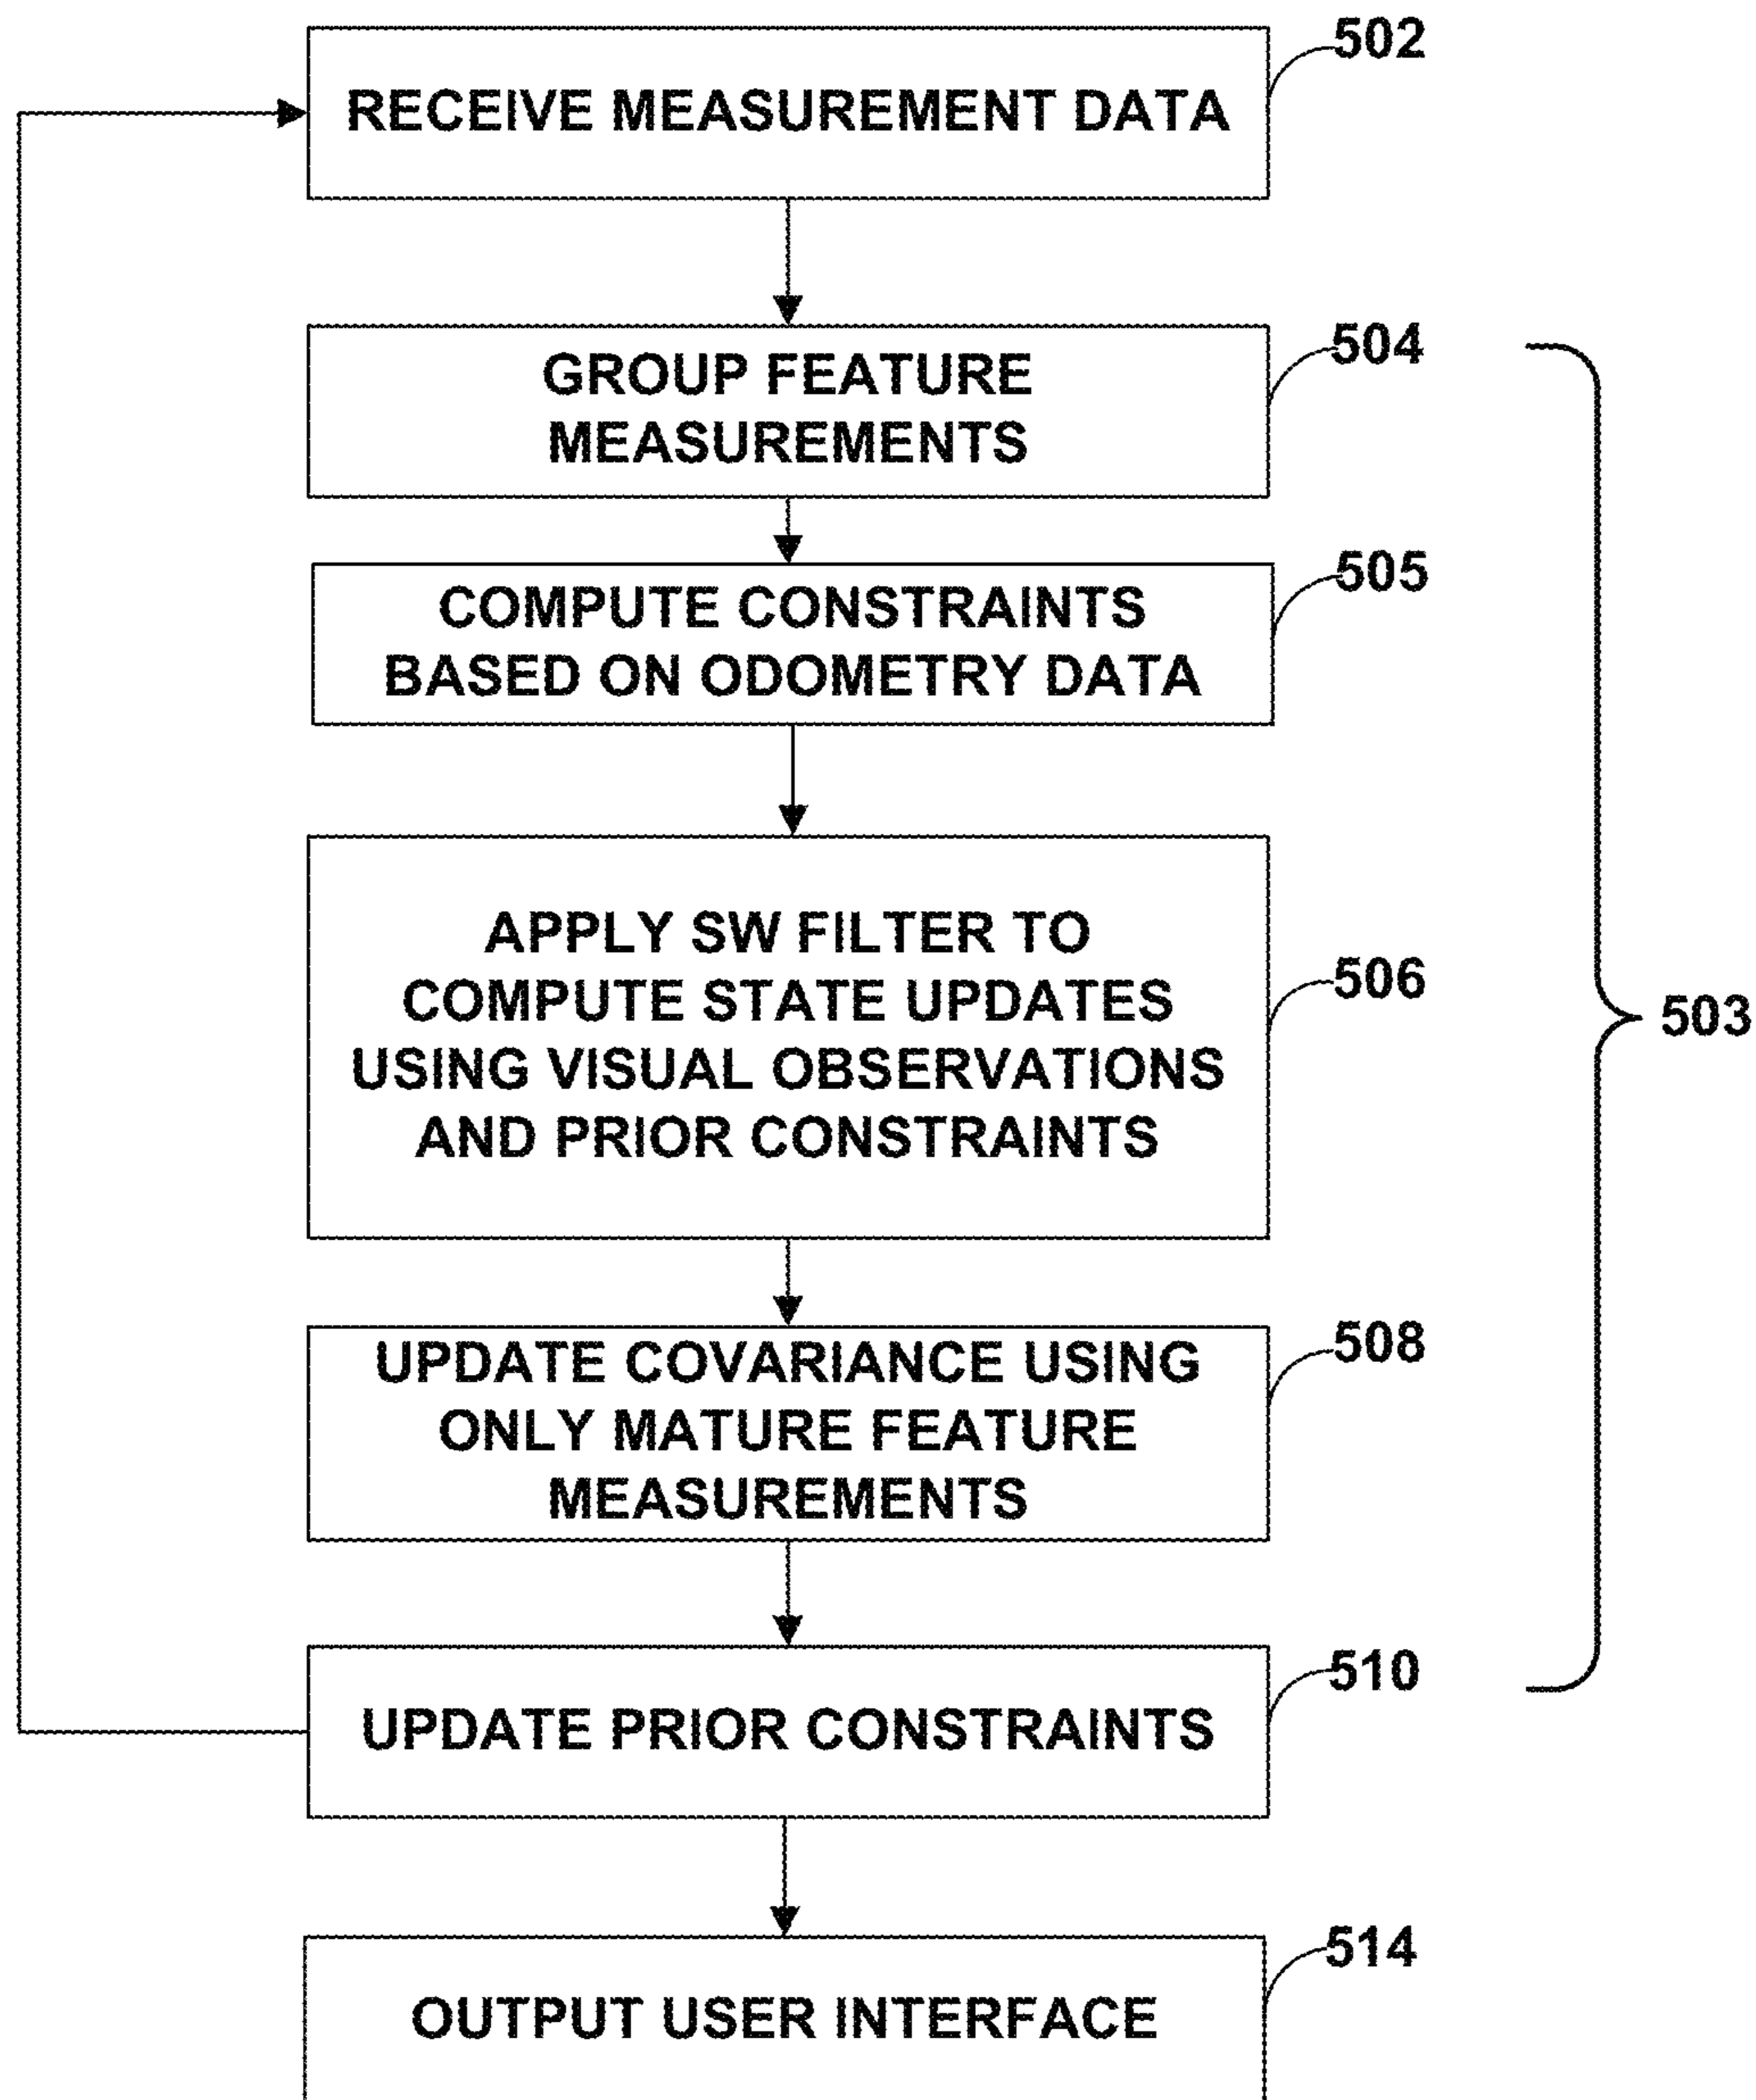 502
RECEIVE MEASUREMENT DATA
504
GROUP FEATURE
MEASUREMENTS
505
COMPUTE CONSTRAINTS
BASED ON ODOMETRY DATA
APPLY SW FILTER TO
COMPUTE STATE UPDATES
USING VISUAL OBSERVATIONS
AND PRIOR CONSTRAINTS
506
503
508
UPDATE COVARIANCE USING
ONLY MATURE FEATURE
MEASUREMENTS
510
UPDATE PRIOR CONSTRAINTS
514
OUTPUT USER INTERFACE